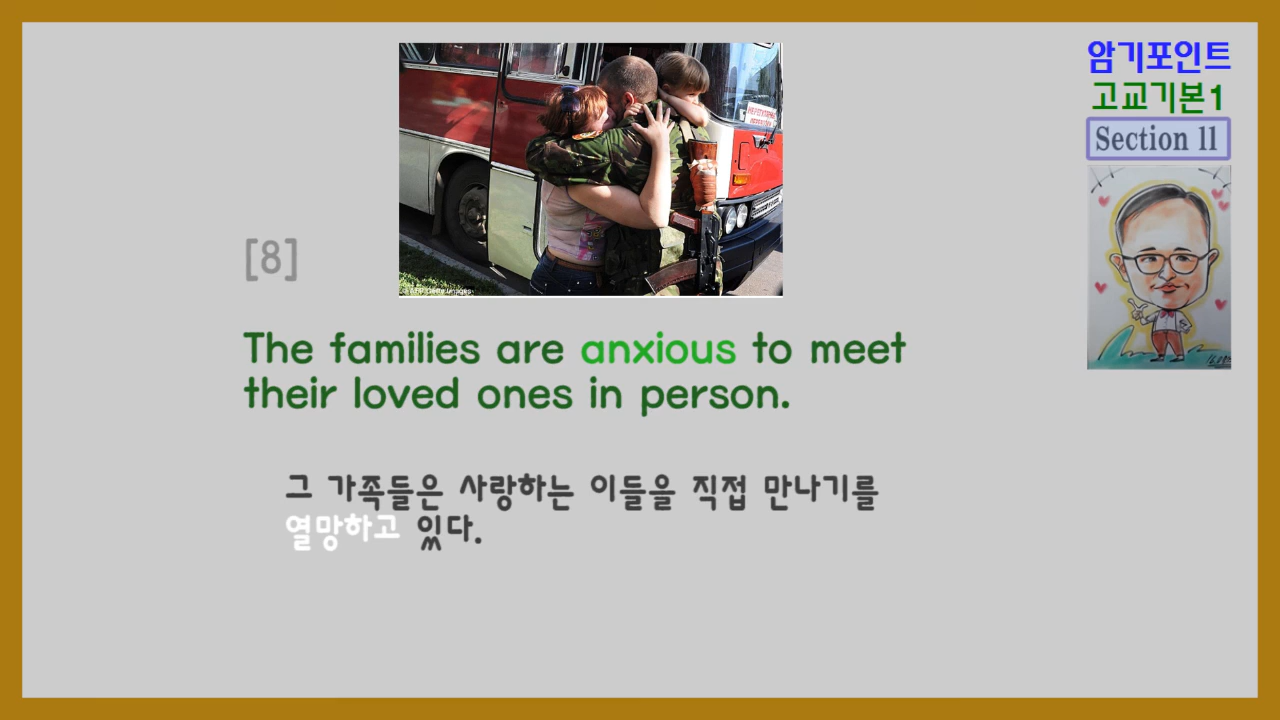 암기포인트
고교기본1
Section 11
[8]
The families are anxious to meet
their loved ones in person.
그 가족들은 사랑하는 이들을 직접 만나기를
열망하고 있다.